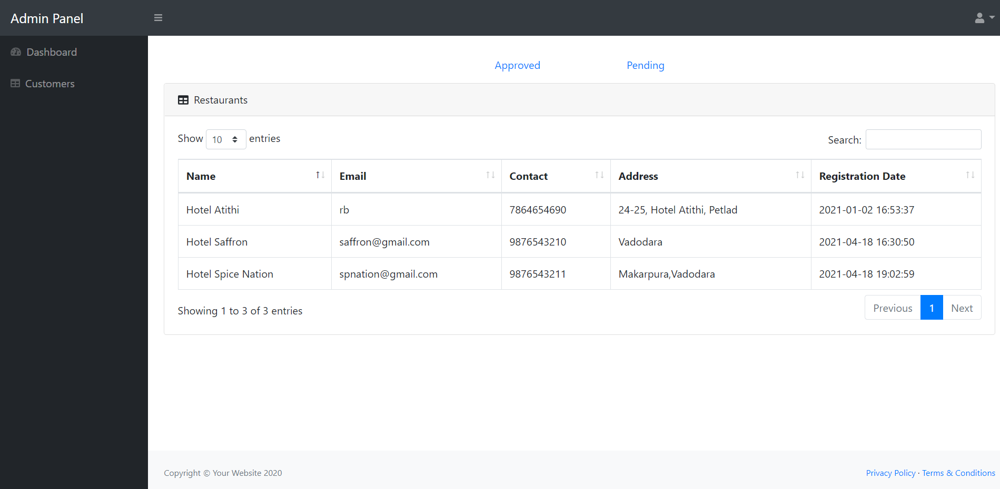 Admin Panel
Dashboard
Customers
Approved Pending
Restaurants
Show 10 entries Search:
Name Email Contact Address Registration Date
Hotel Atithi rb 7864654690 24-25, Hotel Atithi, Petlad 2021-01-02 16:53:37
Hotel Saffron saffron@gmail.com 9876543210 Vadodara 2021-04-18 16:30:50
Hotel Spice Nation spnation@gmail.com 9876543211 Makarpura,Vadodara 2021-04-18 19:02:59
Showing 1 to 3 of 3 entries Previous 1 Next
Copyright © Your Website 2020 Privacy Policy · Terms & Conditions